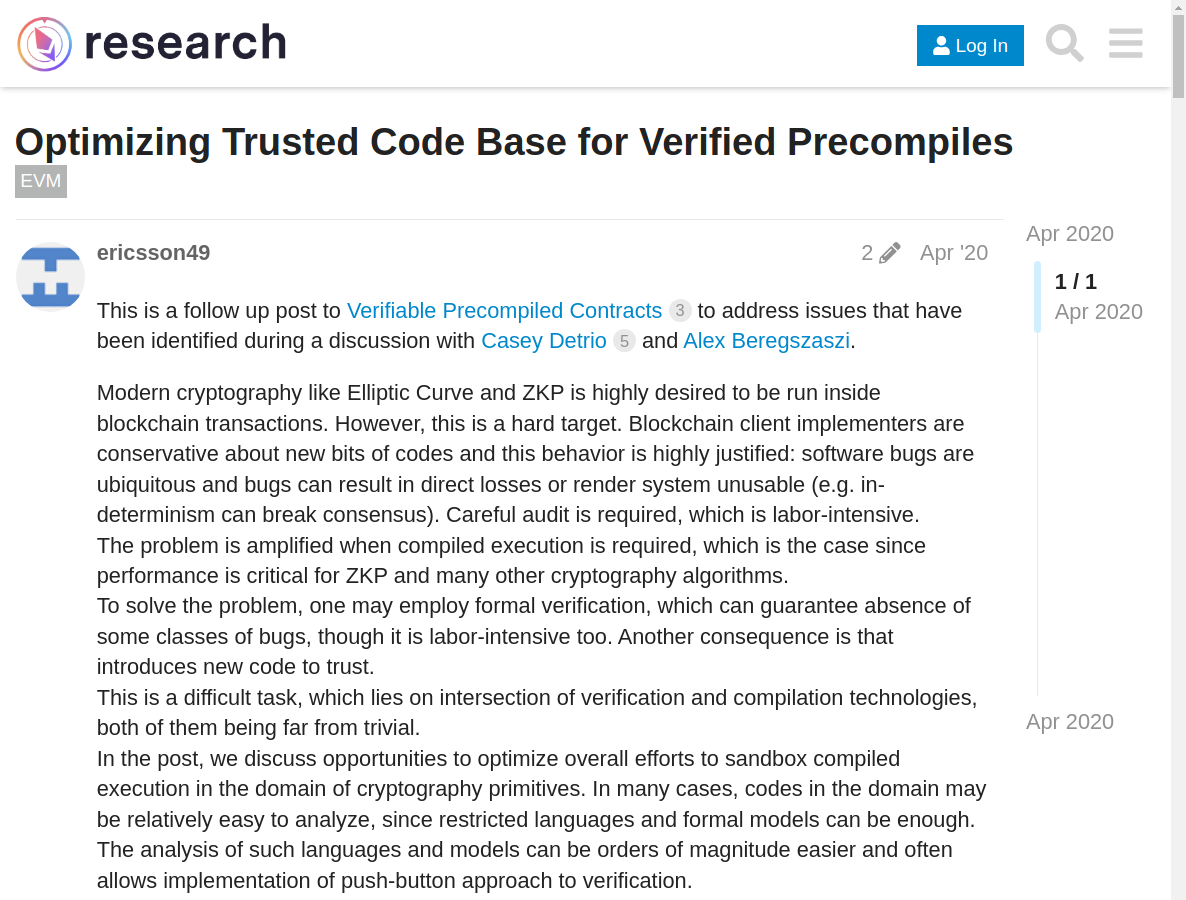 research
Log In
Optimizing Trusted Code Base for Verified Precompiles
EVM
ericsson49
2
Apr '20
This is a follow up post to Verifiable Precompiled Contracts 3 to address issues that have
been identified during a discussion with Casey Detrio 5 and Alex Beregszaszi.
Modern cryptography like Elliptic Curve and ZKP is highly desired to be run inside
blockchain transactions. However, this is a hard target. Blockchain client implementers are
conservative about new bits of codes and this behavior is highly justified: software bugs are
ubiquitous and bugs can result in direct losses or render system unusable (e.g. in-
determinism can break consensus). Careful audit is required, which is labor-intensive.
The problem is amplified when compiled execution is required, which is the case since
performance is critical for ZKP and many other cryptography algorithms.
To solve the problem, one may employ formal verification, which can guarantee absence of
some classes of bugs, though it is labor-intensive too. Another consequence is that
introduces new code to trust.
This is a difficult task, which lies on intersection of verification and compilation technologies,
both of them being far from trivial.
In the post, we discuss opportunities to optimize overall efforts to sandbox compiled
execution in the domain of cryptography primitives. In many cases, codes in the domain may
be relatively easy to analyze, since restricted languages and formal models can be enough.
The analysis of such languages and models can be orders of magnitude easier and often
allows implementation of push-button approach to verification.
Apr 2020
1 / 1
Apr 2020
Apr 2020